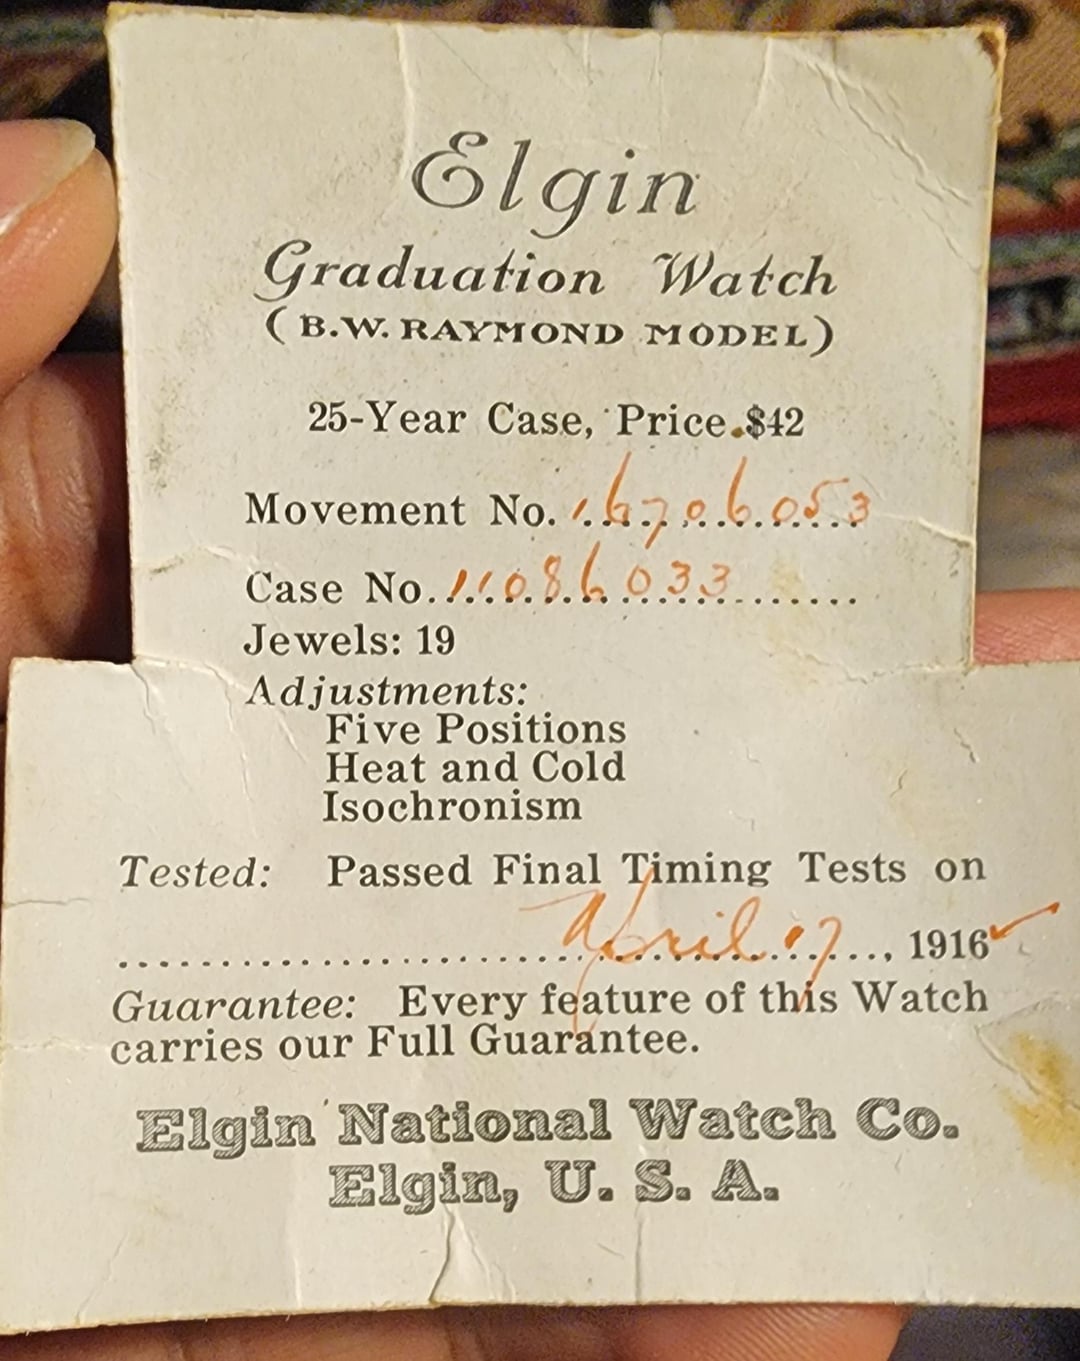 Elgin
Graduation Watch
(B.W. RAYMOND MODEL)
25-Year Case, Price $42
Movement No. 16706053
Case No. 11086033
Jewels: 19
Adjustments:
Five Positions
Heat and Cold
Isochronism
Tested: Passed Final Timing Tests on
April 17, 1916
Guarantee: Every feature of this Watch
carries our Full Guarantee.
Elgin National Watch Co.
Elgin, U. S. A.